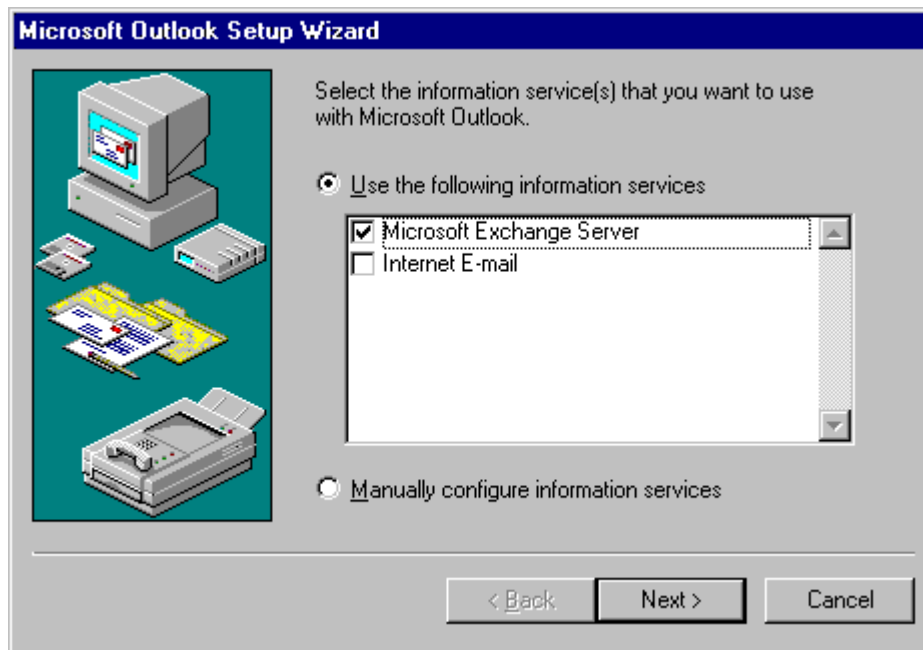 Microsoft Outlook Setup Wizard
Select the information service(s) that you want to use
with Microsoft Outlook.
Use the following information services
Microsoft Exchange Server
Internet E-mail
Manually configure information services
< Back
Next >
Cancel